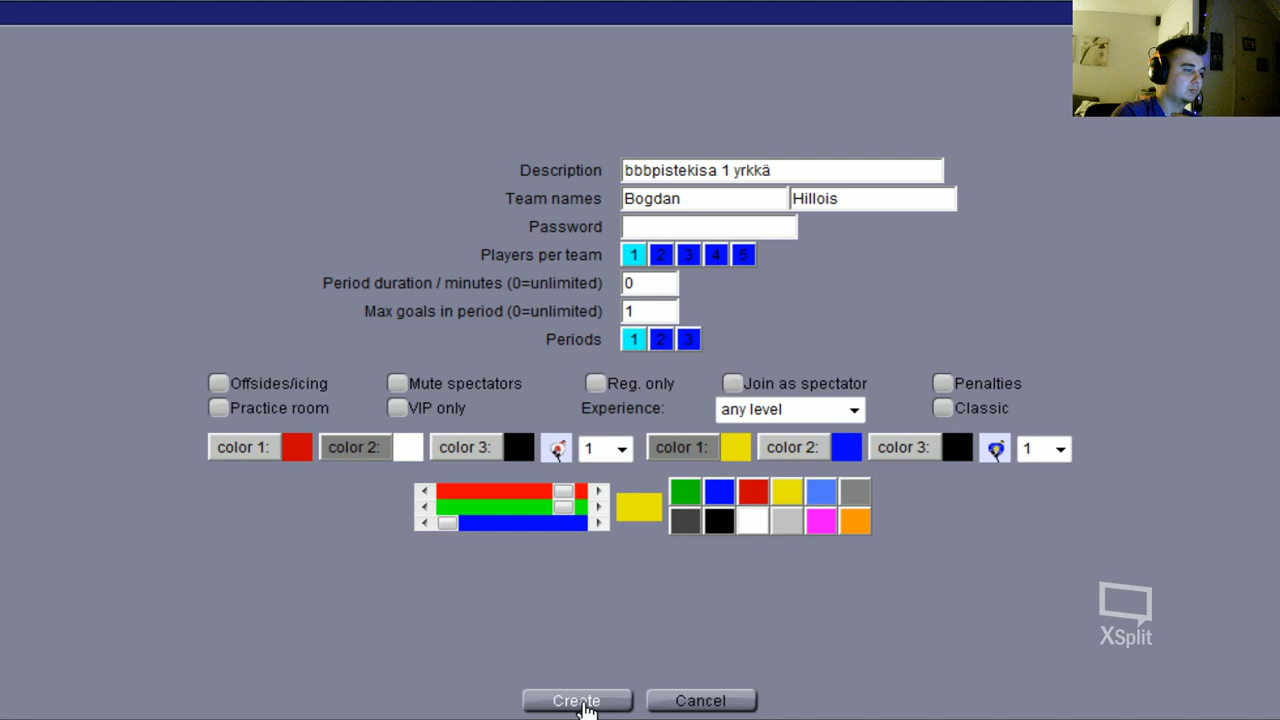 Description bbbpistekisa 1 yrkkä
Team names Bogdan Hillois
Password
Players per team 1 2 3 4 5
Period duration / minutes (0=unlimited) 0
Max goals in period (0=unlimited) 1
Periods 1 2 3
Offsides/icing Mute spectators Reg. only Join as spectator Penalties
Practice room VIP only Experience: any level Classic
color 1: color 2: color 3: 1 color 1: color 2: color 3: 1
XSplit
Create Cancel